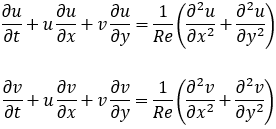 ∂u/∂t + u ∂u/∂x + v ∂u/∂y = 1/Re (∂²u/∂x² + ∂²u/∂y²)
∂v/∂t + u ∂v/∂x + v ∂v/∂y = 1/Re (∂²v/∂x² + ∂²v/∂y²)